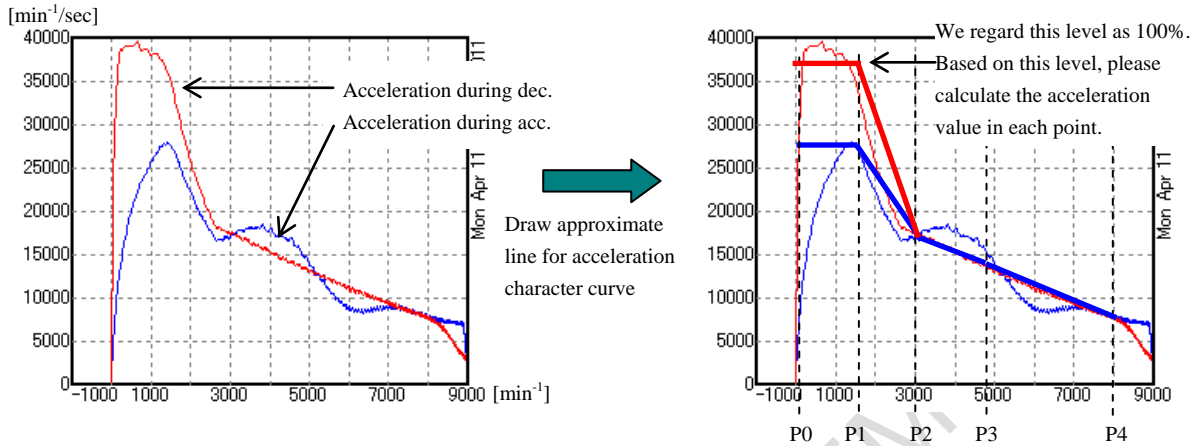 [min-1/sec]
40000
35000
30000
25000
20000
15000
10000
5000
0
-1000
1000
3000
5000
7000
9000
[min-1]
Acceleration during dec.
Acceleration during acc.
Mon Apr 11
11
Draw approximate
line for acceleration
character curve
40000
35000
30000
25000
20000
15000
10000
5000
0
-1000
1000
3000
5000
7000
9000
We regard this level as 100%.
Based on this level, please
calculate the acceleration
value in each point.
Mon Apr 11
P0
P1
P2
P3
P4